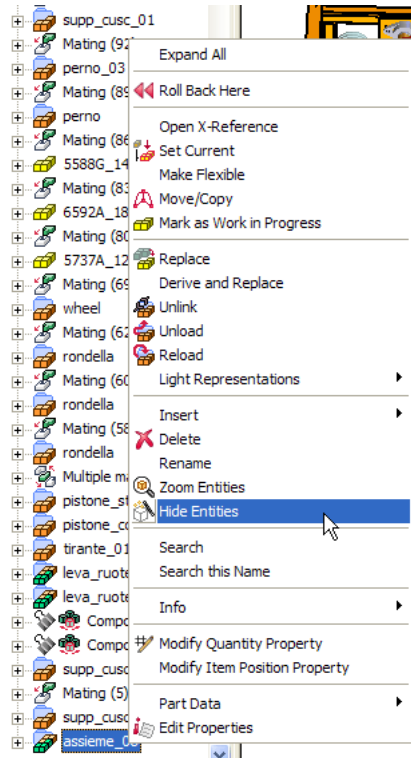 supp_cusc_01
Mating (92)
Expand All
perno_03
Mating (89
Roll Back Here
perno
Open X-Reference
Mating (86
Set Current
5588G_14
Make Flexible
Mating (83
Move/Copy
6592A_18
Mark as Work in Progress
Mating (80
5737A_12
Replace
Mating (69
Derive and Replace
wheel
Unlink
Mating (62
Unload
rondella
Reload
Mating (60
Light Representations
rondella
Insert
Mating (58
Delete
rondella
Rename
Multiple ma
Zoom Entities
pistone_st
Hide Entities
pistone_co
tirante_01
Search
leva_ruote
Search this Name
leva_ruote
Info
Compo
Compo
Modify Quantity Property
supp_cusc
Modify Item Position Property
Mating (5)
Part Data
supp_cusc
Edit Properties
assieme_0